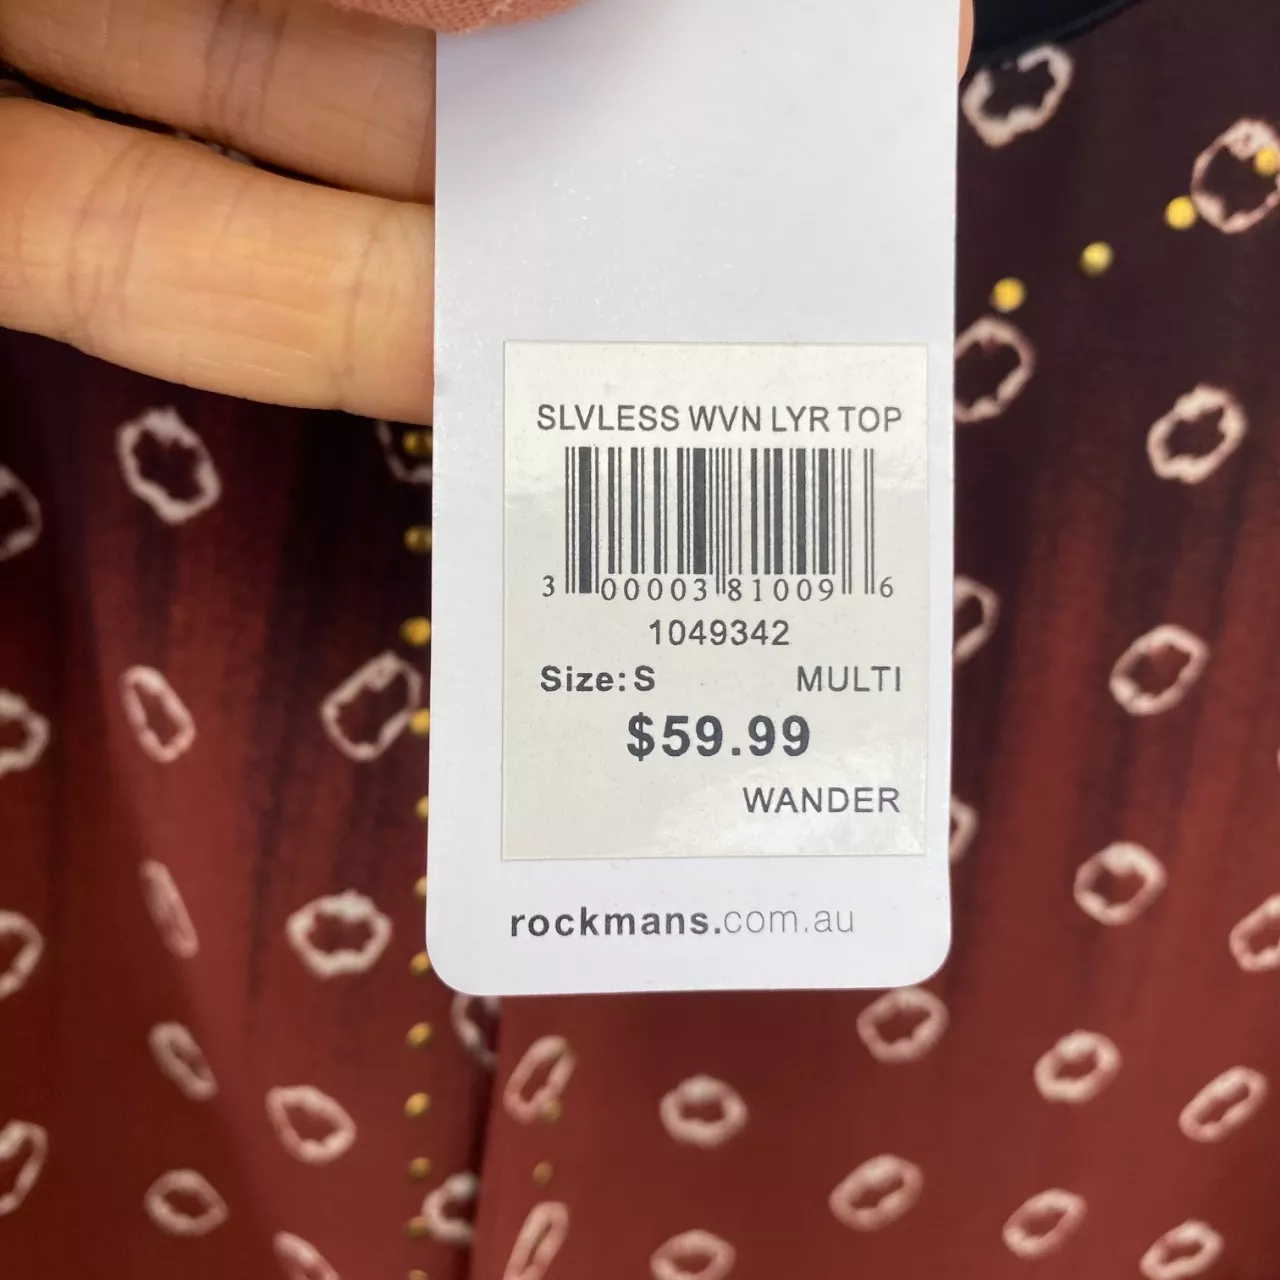 SLVLESS WVN LYR TOP
3 00003 81009 6
1049342
Size: S MULTI
$59.99
WANDER
rockmans.com.au